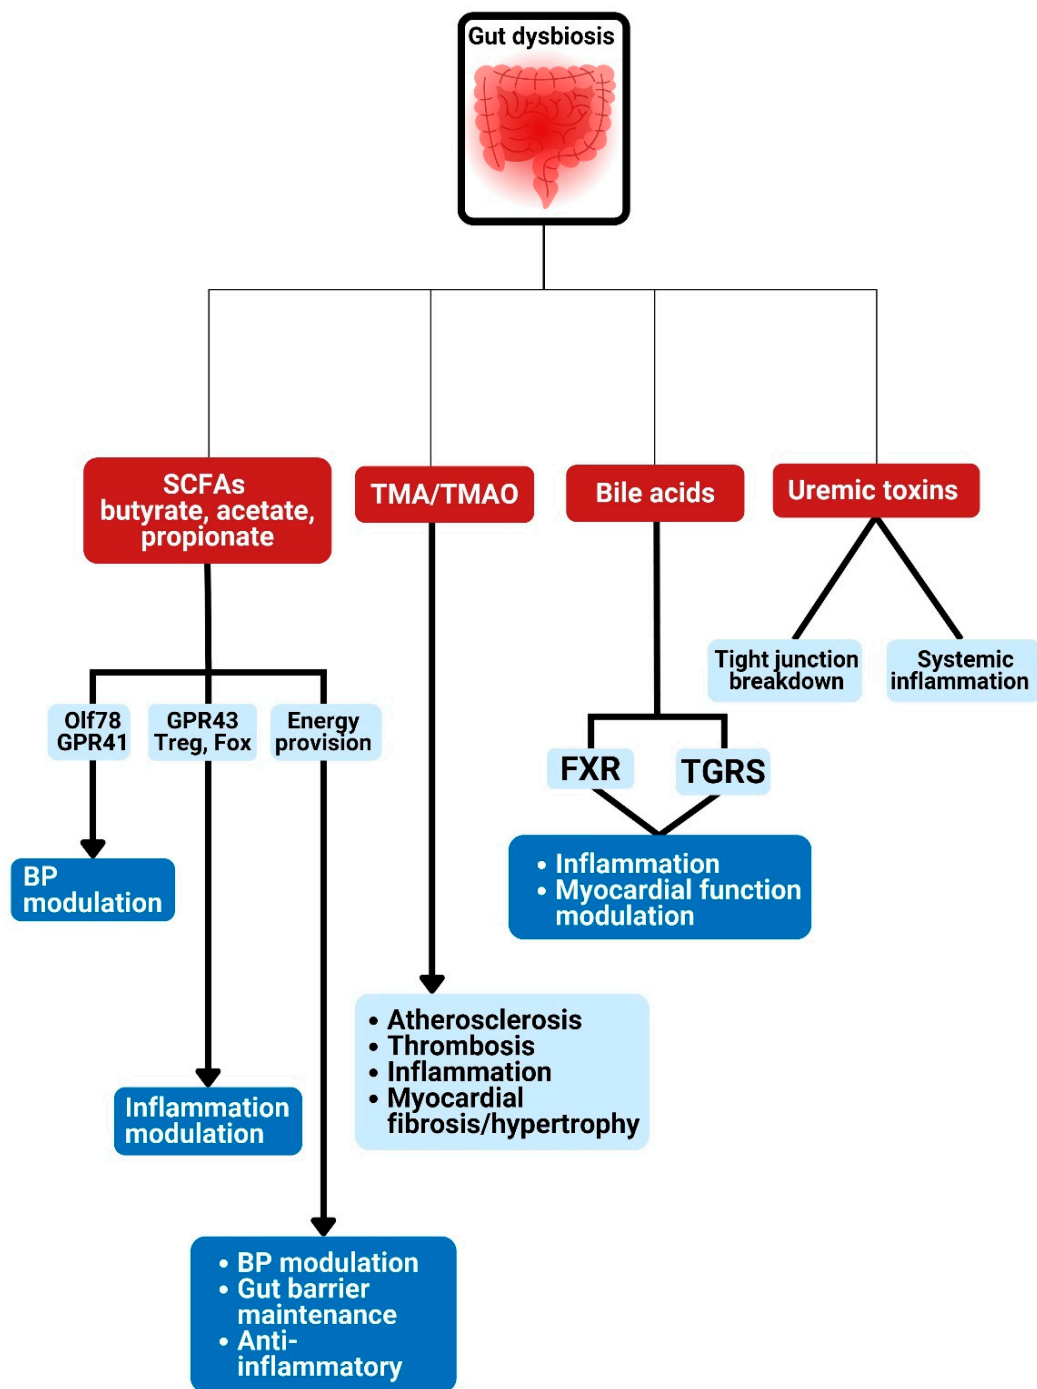 Gut dysbiosis
SCFAs
butyrate, acetate,
propionate
TMA/TMAO
Bile acids
Uremic toxins
Tight junction
breakdown
Systemic
inflammation
Olf78
GPR41
GPR43
Treg, Fox
Energy
provision
FXR
TGRS
BP
modulation
• Inflammation
• Myocardial function
modulation
• Atherosclerosis
• Thrombosis
• Inflammation
• Myocardial
fibrosis/hypertrophy
Inflammation
modulation
• BP modulation
• Gut barrier
maintenance
• Anti-
inflammatory